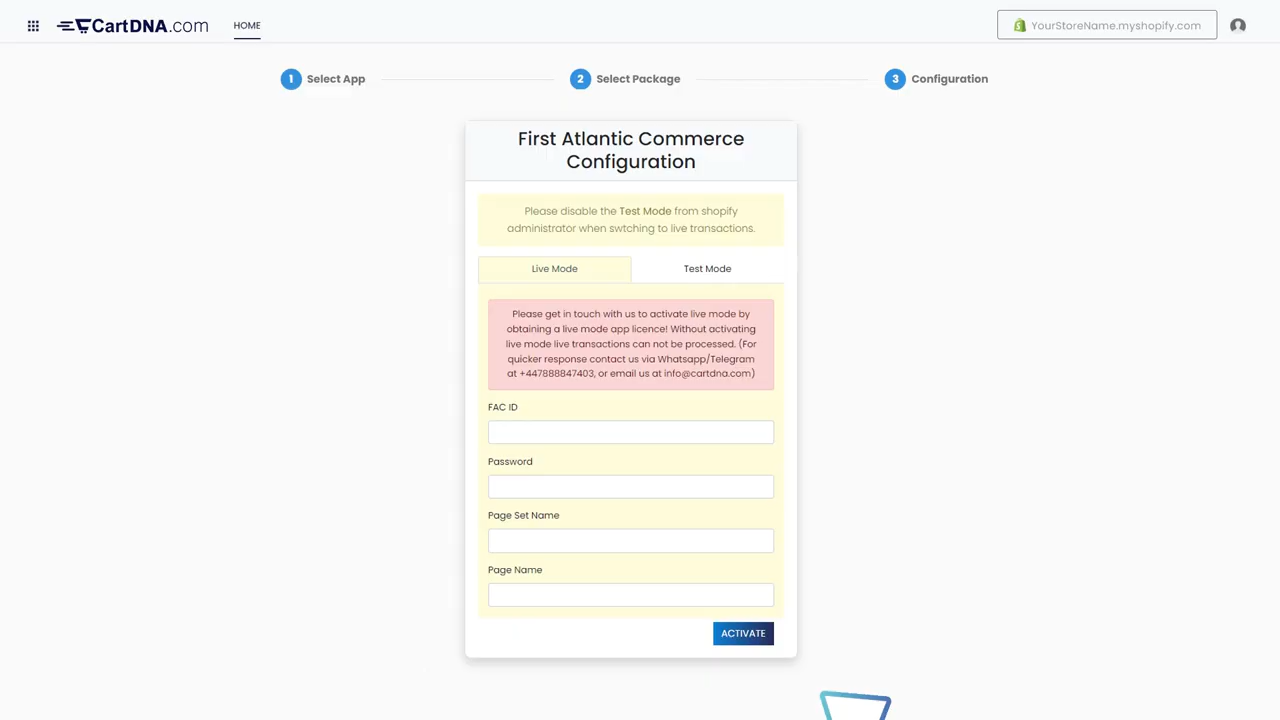 CartDNA.com
HOME
YourStoreName.myshopify.com
1 Select App
2 Select Package
3 Configuration
First Atlantic Commerce
Configuration
Please disable the Test Mode from shopify
administrator when swtching to live transactions.
Live Mode
Test Mode
Please get in touch with us to activate live mode by
obtaining a live mode app licence! Without activating
live mode live transactions can not be processed. (For
quicker response contact us via Whatsapp/Telegram
at +447888847403, or email us at info@cartdna.com)
FAC ID
Password
Page Set Name
Page Name
ACTIVATE